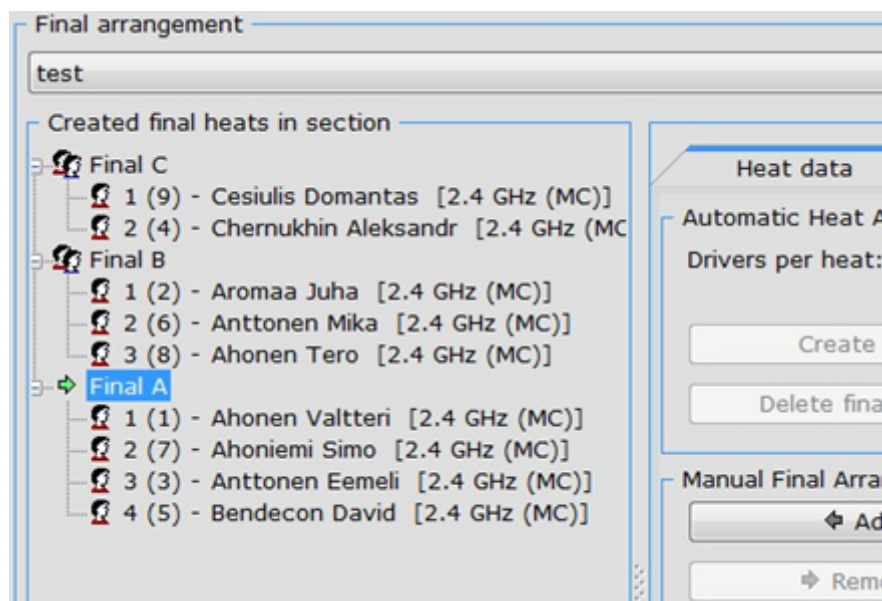 Final arrangement
test
Created final heats in section
Final C
1 (9) - Cesiulis Domantas [2.4 GHz (MC)]
2 (4) - Chernukhin Aleksandr [2.4 GHz (MC
Final B
1 (2) - Aromaa Juha [2.4 GHz (MC)]
2 (6) - Anttonen Mika [2.4 GHz (MC)]
3 (8) - Ahonen Tero [2.4 GHz (MC)]
Final A
1 (1) - Ahonen Valtteri [2.4 GHz (MC)]
2 (7) - Ahoniemi Simo [2.4 GHz (MC)]
3 (3) - Anttonen Eemeli [2.4 GHz (MC)]
4 (5) - Bendecon David [2.4 GHz (MC)]
Heat data
Automatic Heat A
Drivers per heat:
Create
Delete fina
Manual Final Arra
Ad
Rem